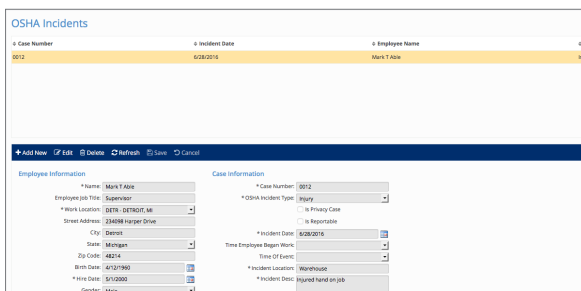 OSHA Incidents
Case Number Incident Date Employee Name
0012 6/28/2016 Mark T Able
Add New Edit Delete Refresh Save Cancel
Employee Information Case Information
* Name: Mark T Able * Case Number: 0012
Employee Job Title: Supervisor * OSHA Incident Type: Injury
* Work Location: DETR - DETROIT, MI Is Privacy Case
Street Address: 234098 Harper Drive Is Reportable
City: Detroit * Incident Date: 6/28/2016
State: Michigan Time Employee Began Work:
Zip Code: 48214 Time Of Event:
Birth Date: 4/12/1960 * Incident Location: Warehouse
* Hire Date: 5/1/2000 * Incident Desc: Injured hand on job
Gender: Male